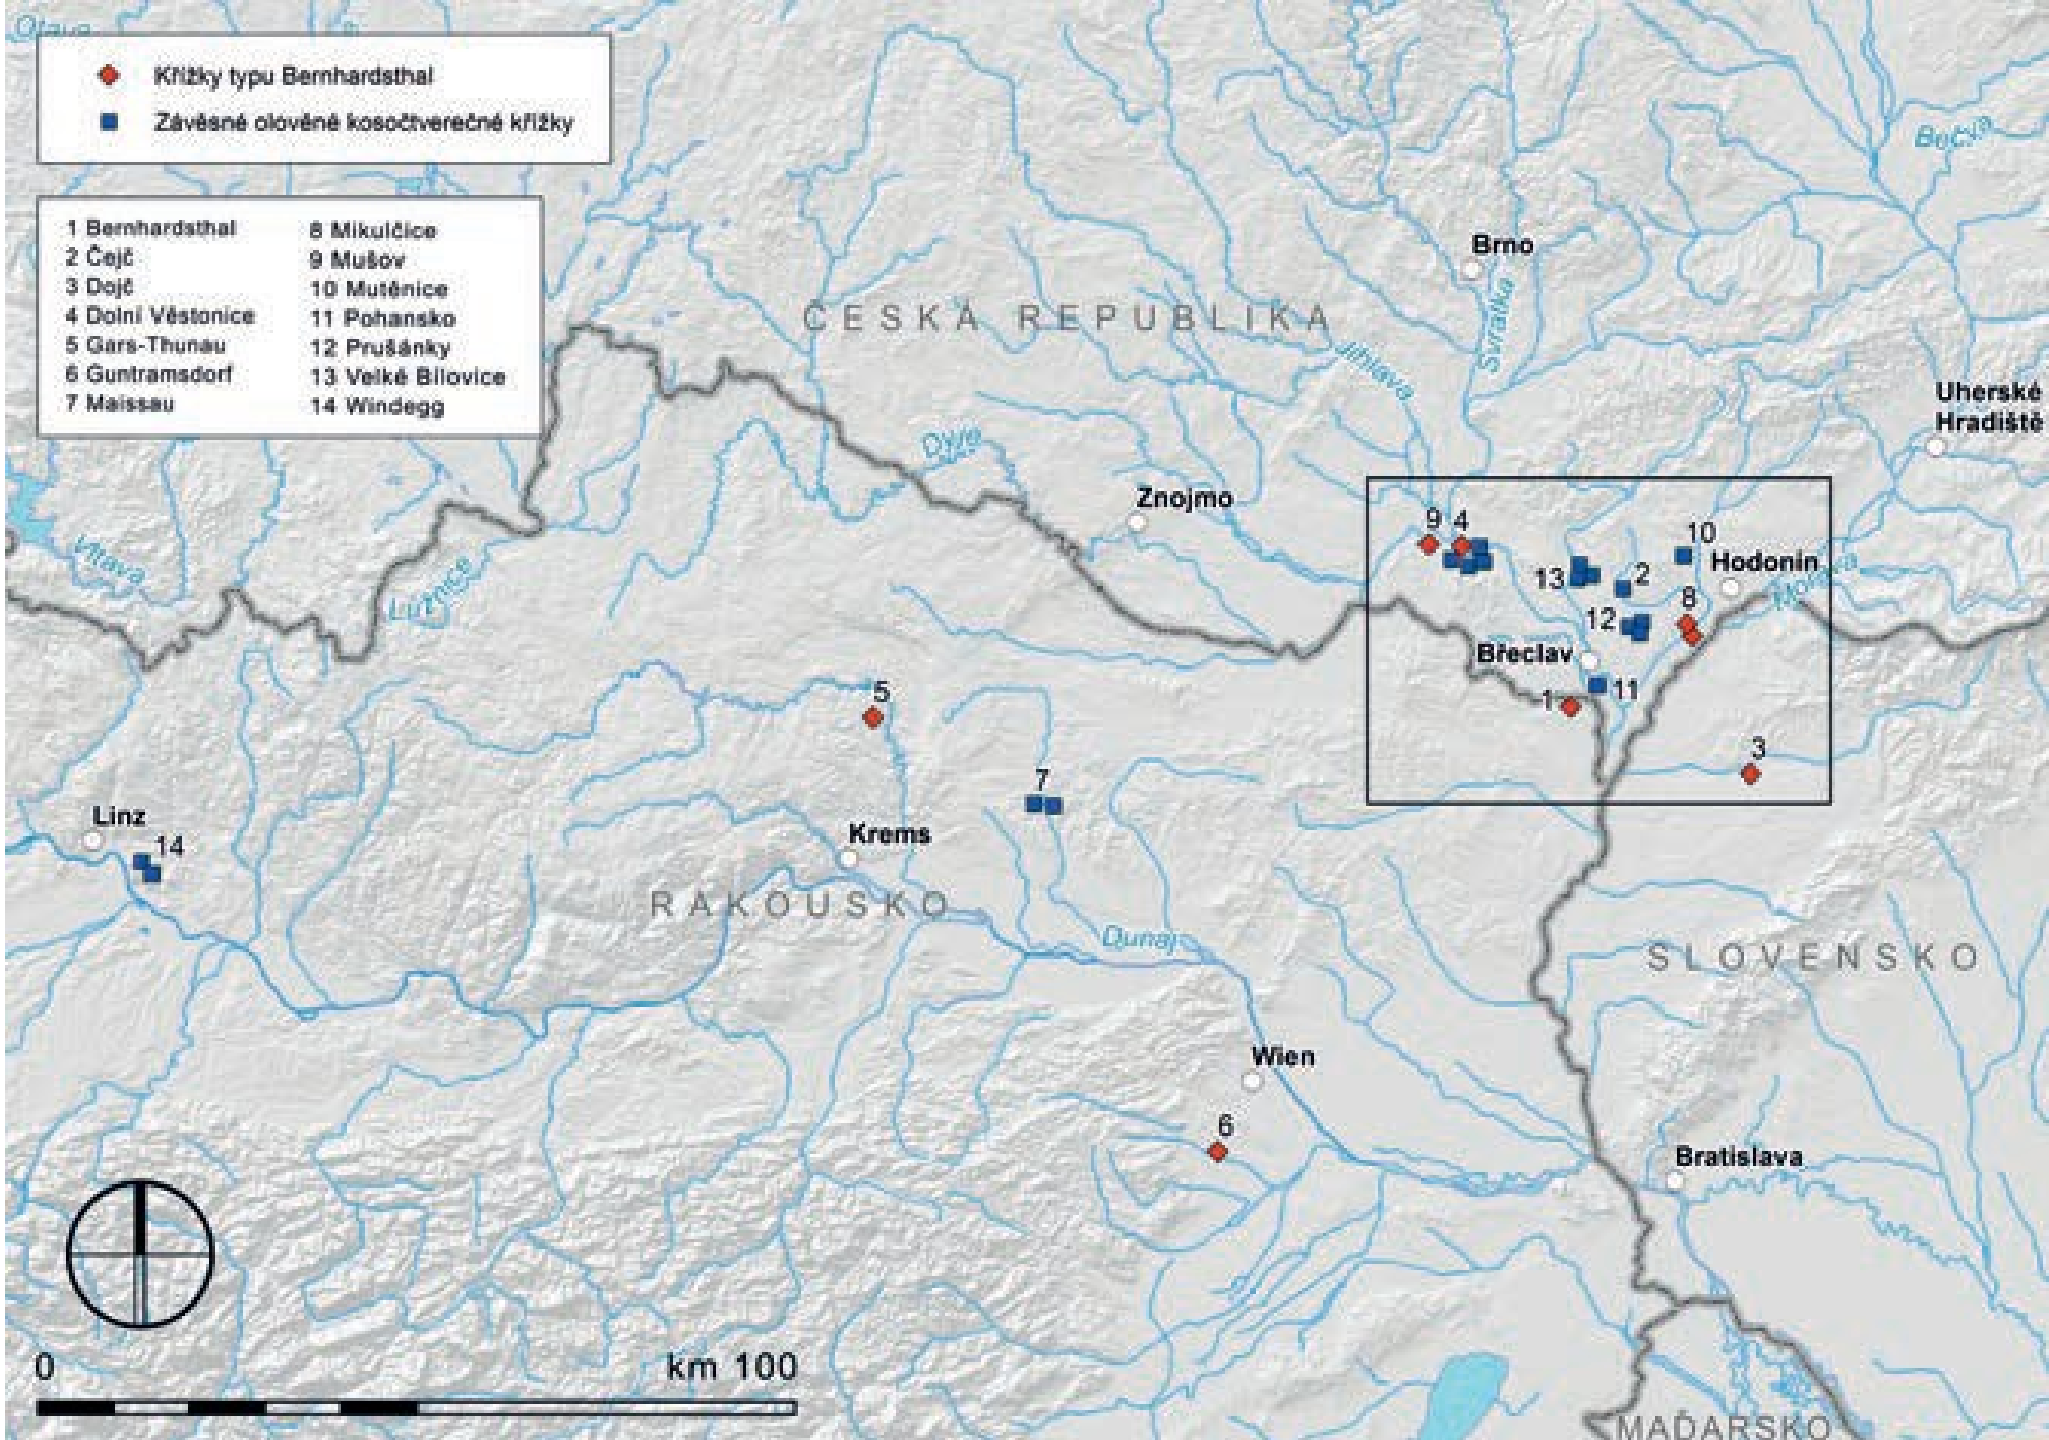 Otava
Křížky typu Bernhardsthal
Závěsné olověné kosočtverečné křížky
1 Bernhardsthal
2 Čejč
3 Dojč
4 Dolní Věstonice
5 Gars-Thunau
6 Guntramsdorf
7 Maissau
8 Mikulčice
9 Mušov
10 Mutěnice
11 Pohansko
12 Prušánky
13 Velké Bílovice
14 Windegg
Bečva
Brno
Svratka
ČESKÁ REPUBLIKA
Jihlava
Uherské
Hradiště
Dyje
Znojmo
9
4
10
Hodonín
Morava
13
2
8
12
Břeclav
11
1
3
Vltava
Lužnice
5
7
Linz
14
Krems
RAKOUSKO
Dunaj
SLOVENSKO
Wien
6
Bratislava
0
km 100
MAĎARSKO